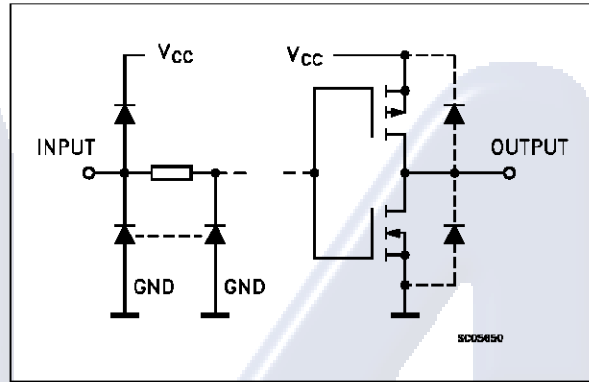 VCC
VCC
INPUT
OUTPUT
GND
GND
SC05650